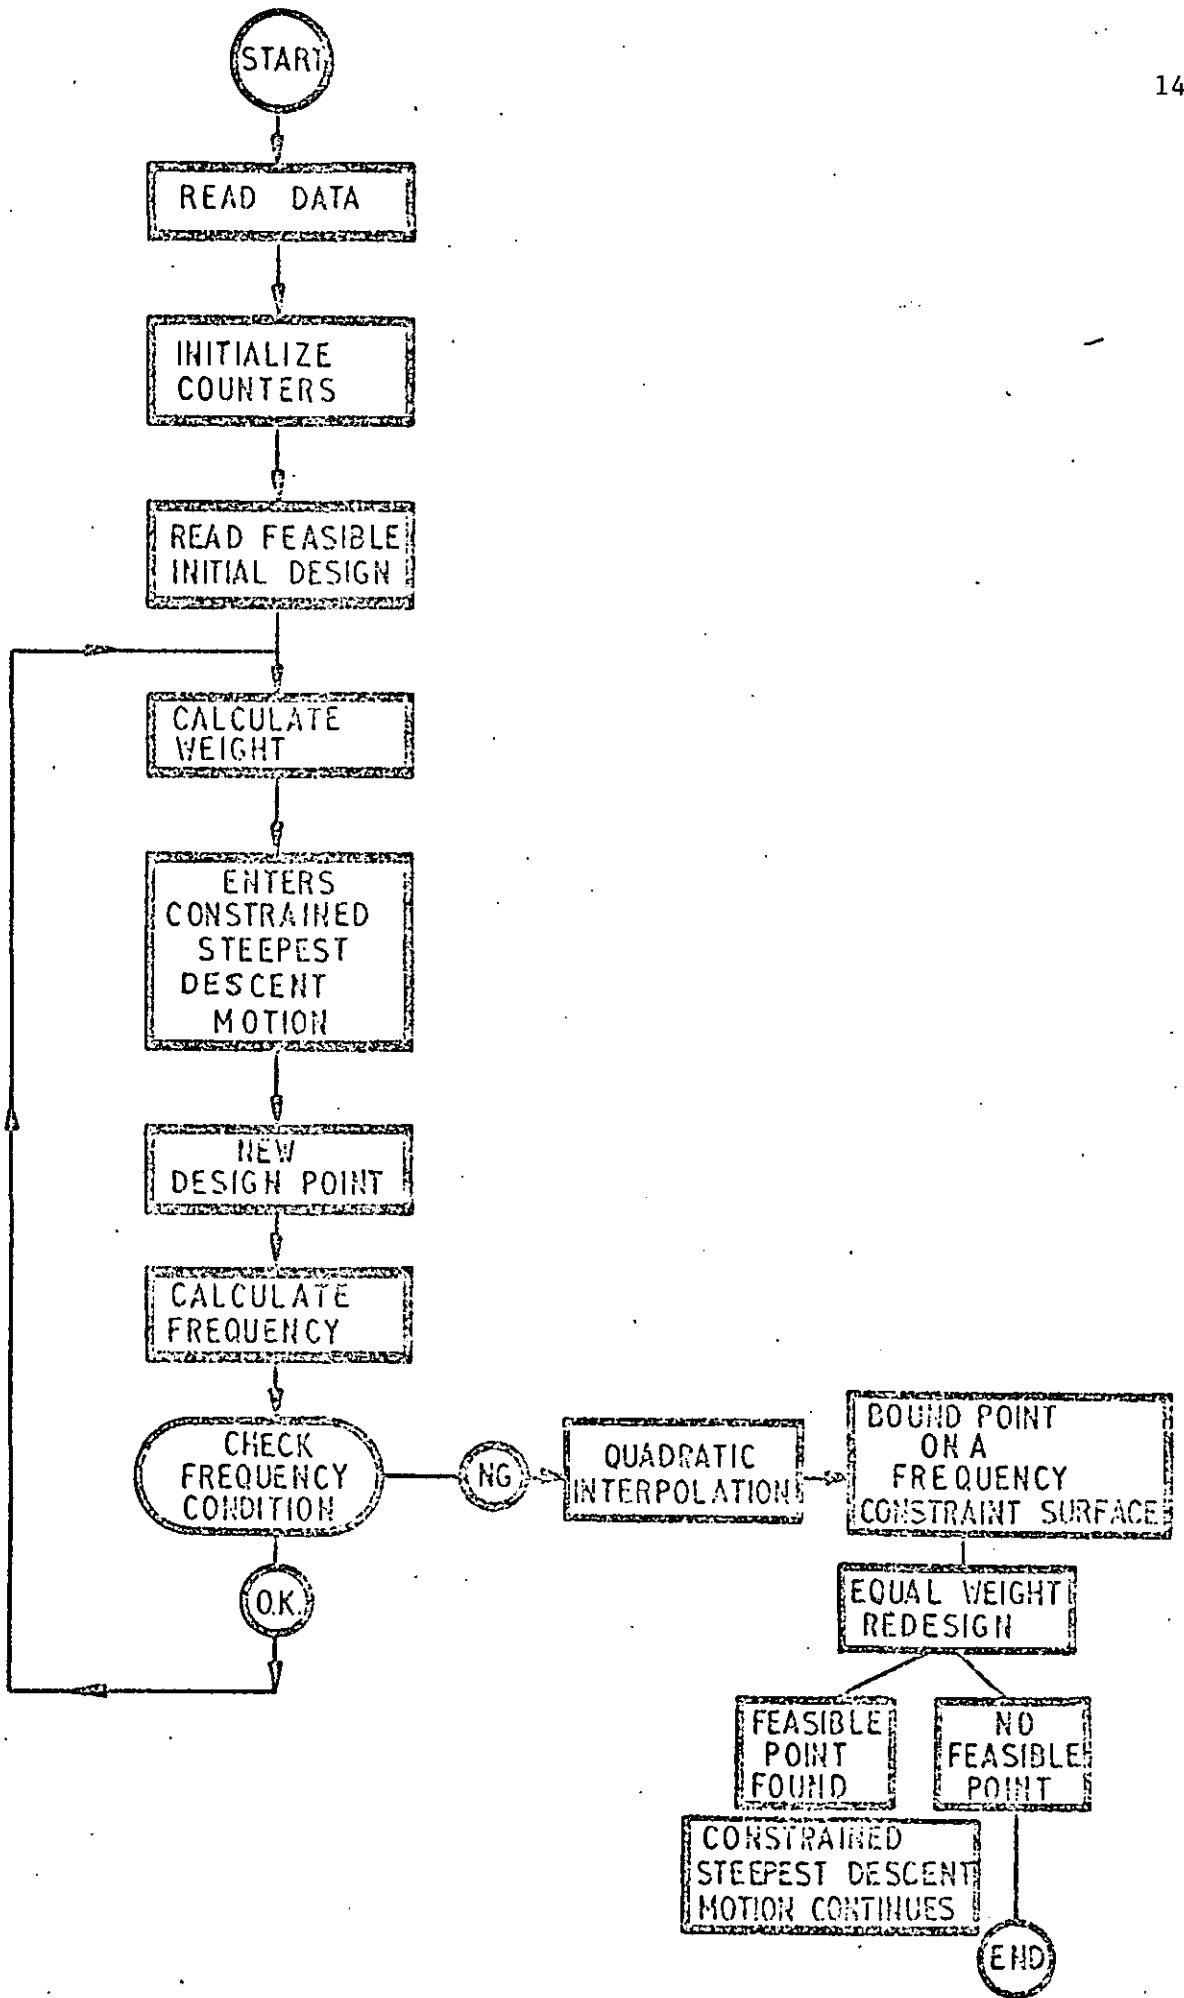 14
START
READ DATA
INITIALIZE
COUNTERS
READ FEASIBLE
INITIAL DESIGN
CALCULATE
WEIGHT
ENTERS
CONSTRAINED
STEEPEST
DESCENT
MOTION
NEW
DESIGN POINT
CALCULATE
FREQUENCY
CHECK
FREQUENCY
CONDITION
NG
QUADRATIC
INTERPOLATION
BOUND POINT
ON A
FREQUENCY
CONSTRAINT SURFACE
O.K.
EQUAL WEIGHT
REDESIGN
FEASIBLE
POINT
FOUND
NO
FEASIBLE
POINT
CONSTRAINED
STEEPEST DESCENT
MOTION CONTINUES
END